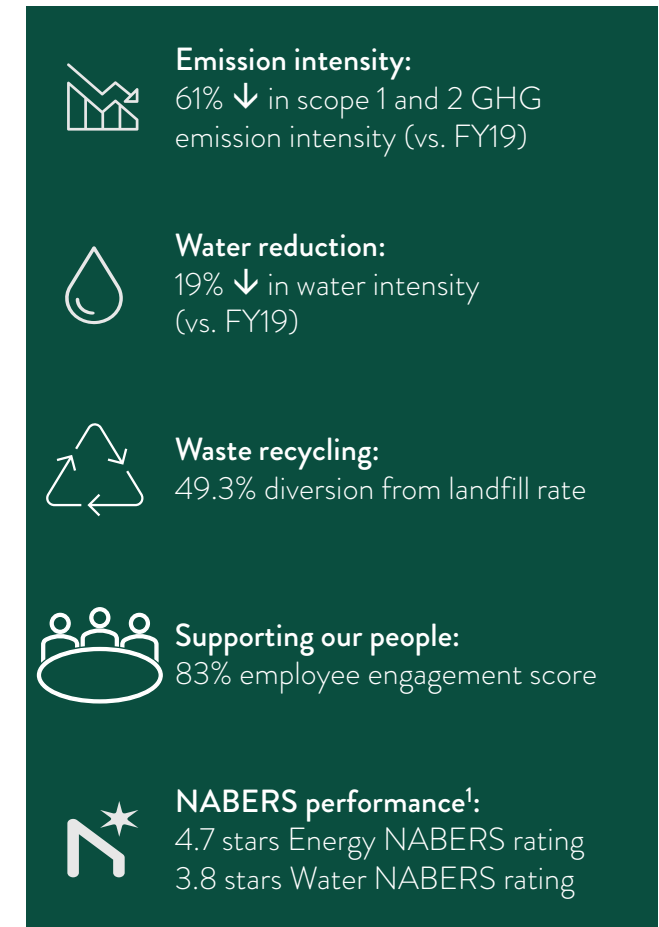 Emission intensity:
61% ↓ in scope 1 and 2 GHG
emission intensity (vs. FY19)
Water reduction:
19% ↓ in water intensity
(vs. FY19)
Waste recycling:
49.3% diversion from landfill rate
Supporting our people:
83% employee engagement score
NABERS performance¹:
4.7 stars Energy NABERS rating
3.8 stars Water NABERS rating